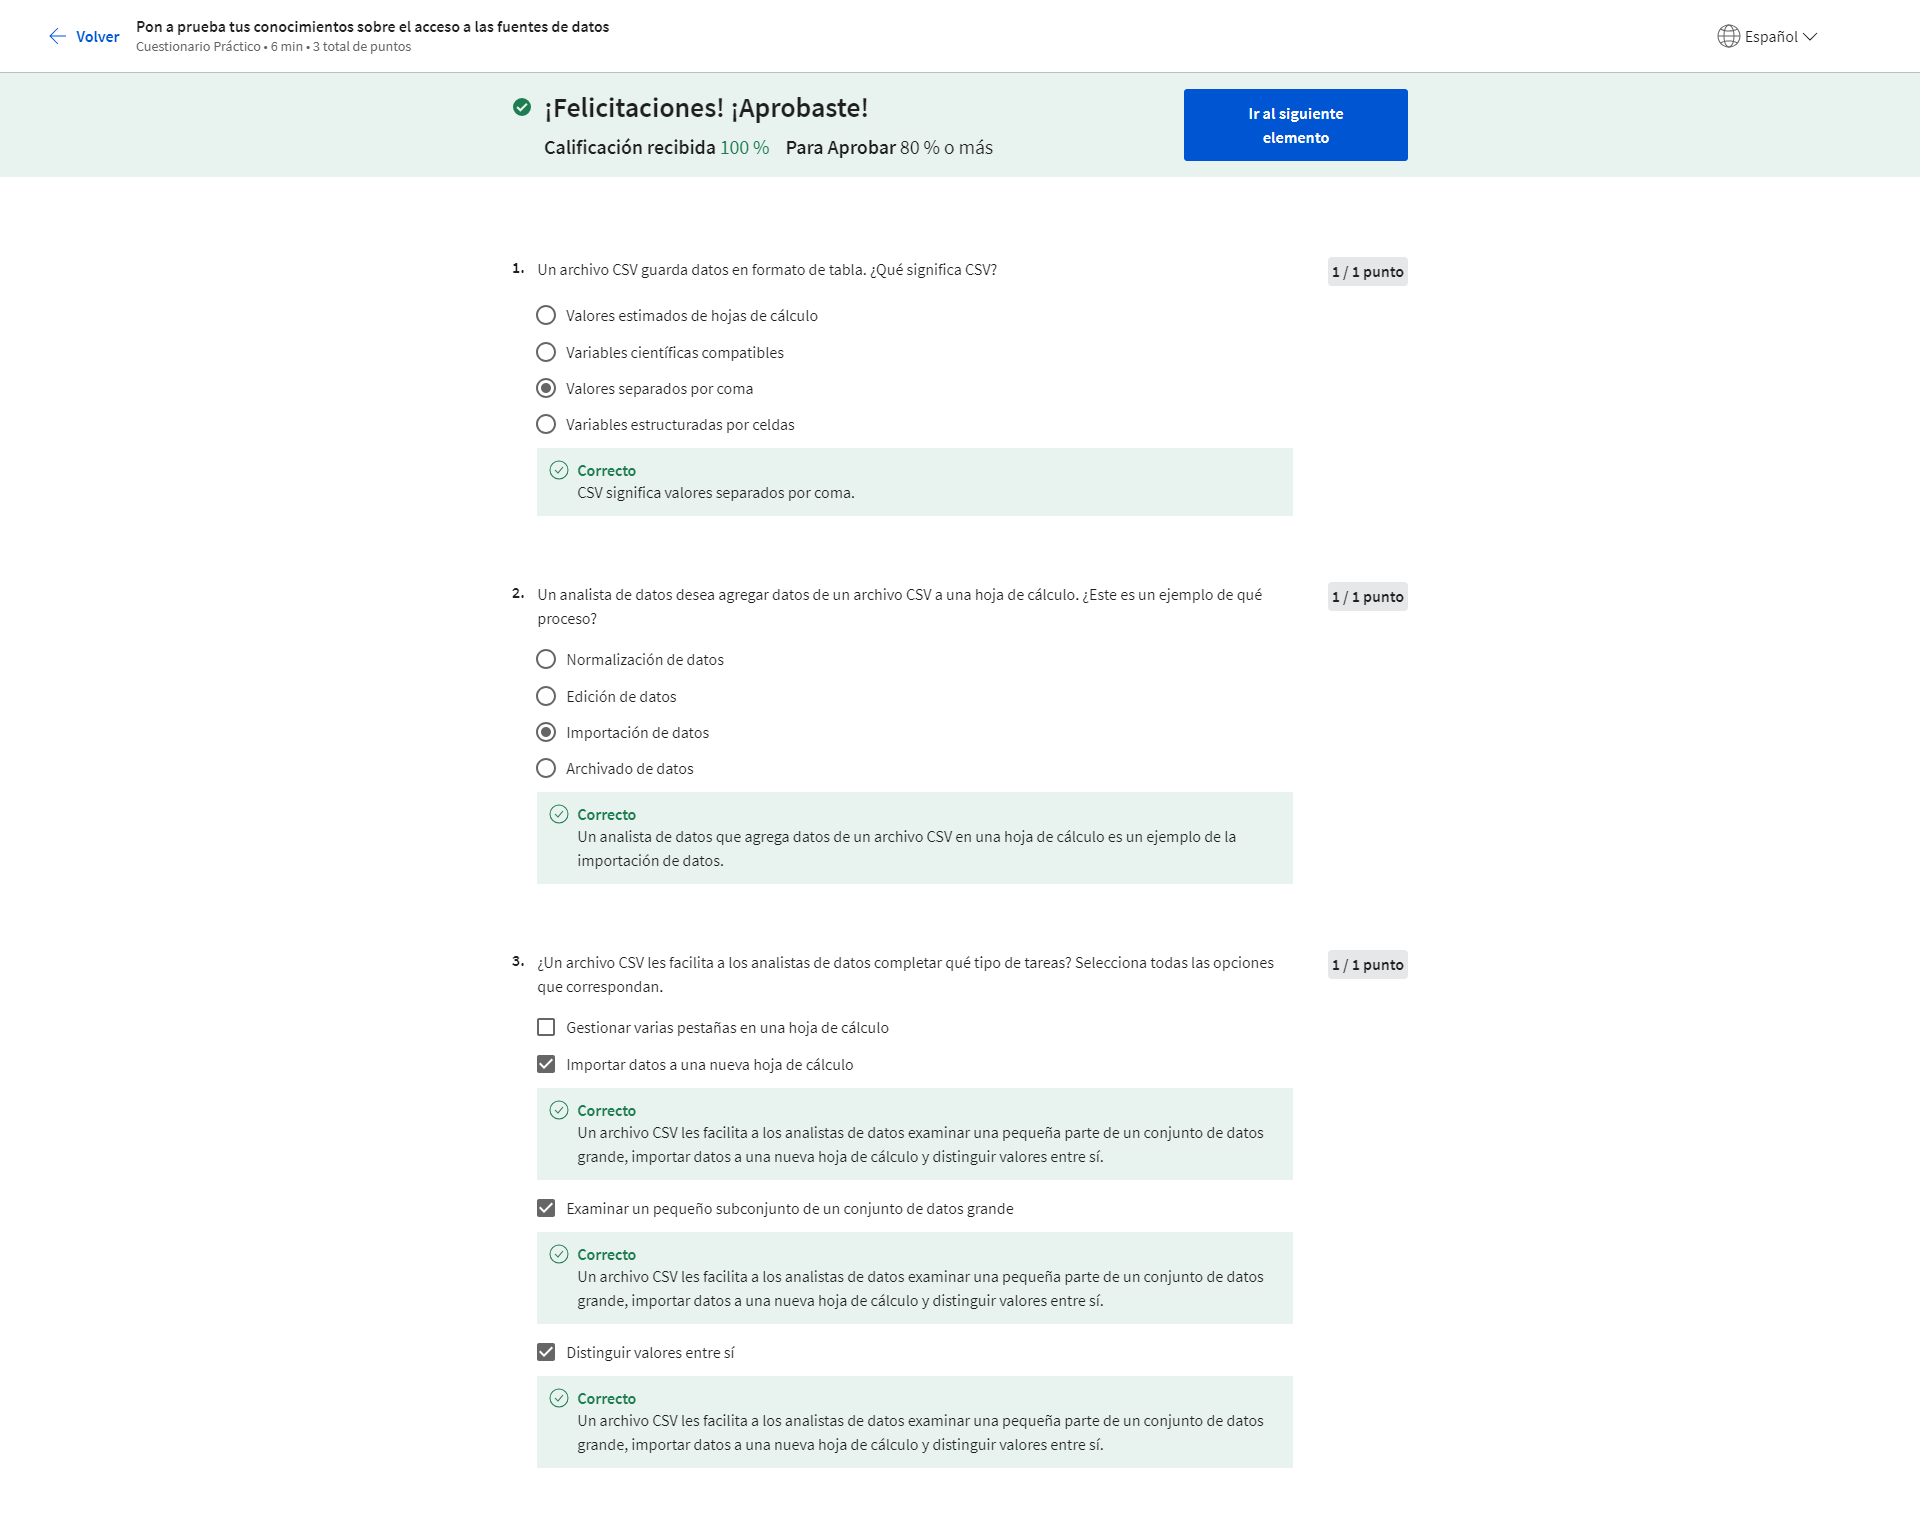 Volver
Pon a prueba tus conocimientos sobre el acceso a las fuentes de datos
Cuestionario Práctico • 6 min • 3 total de puntos
Español
¡Felicitaciones! ¡Aprobaste!
Calificación recibida 100 % Para Aprobar 80 % o más
Ir al siguiente
elemento
1. Un archivo CSV guarda datos en formato de tabla. ¿Qué significa CSV?
1 / 1 punto
Valores estimados de hojas de cálculo
Variables científicas compatibles
Valores separados por coma
Variables estructuradas por celdas
Correcto
CSV significa valores separados por coma.
2. Un analista de datos desea agregar datos de un archivo CSV a una hoja de cálculo. ¿Este es un ejemplo de qué
proceso?
1 / 1 punto
Normalización de datos
Edición de datos
Importación de datos
Archivado de datos
Correcto
Un analista de datos que agrega datos de un archivo CSV en una hoja de cálculo es un ejemplo de la
importación de datos.
3. ¿Un archivo CSV les facilita a los analistas de datos completar qué tipo de tareas? Selecciona todas las opciones
que correspondan.
1 / 1 punto
Gestionar varias pestañas en una hoja de cálculo
Importar datos a una nueva hoja de cálculo
Correcto
Un archivo CSV les facilita a los analistas de datos examinar una pequeña parte de un conjunto de datos
grande, importar datos a una nueva hoja de cálculo y distinguir valores entre sí.
Examinar un pequeño subconjunto de un conjunto de datos grande
Correcto
Un archivo CSV les facilita a los analistas de datos examinar una pequeña parte de un conjunto de datos
grande, importar datos a una nueva hoja de cálculo y distinguir valores entre sí.
Distinguir valores entre sí
Correcto
Un archivo CSV les facilita a los analistas de datos examinar una pequeña parte de un conjunto de datos
grande, importar datos a una nueva hoja de cálculo y distinguir valores entre sí.